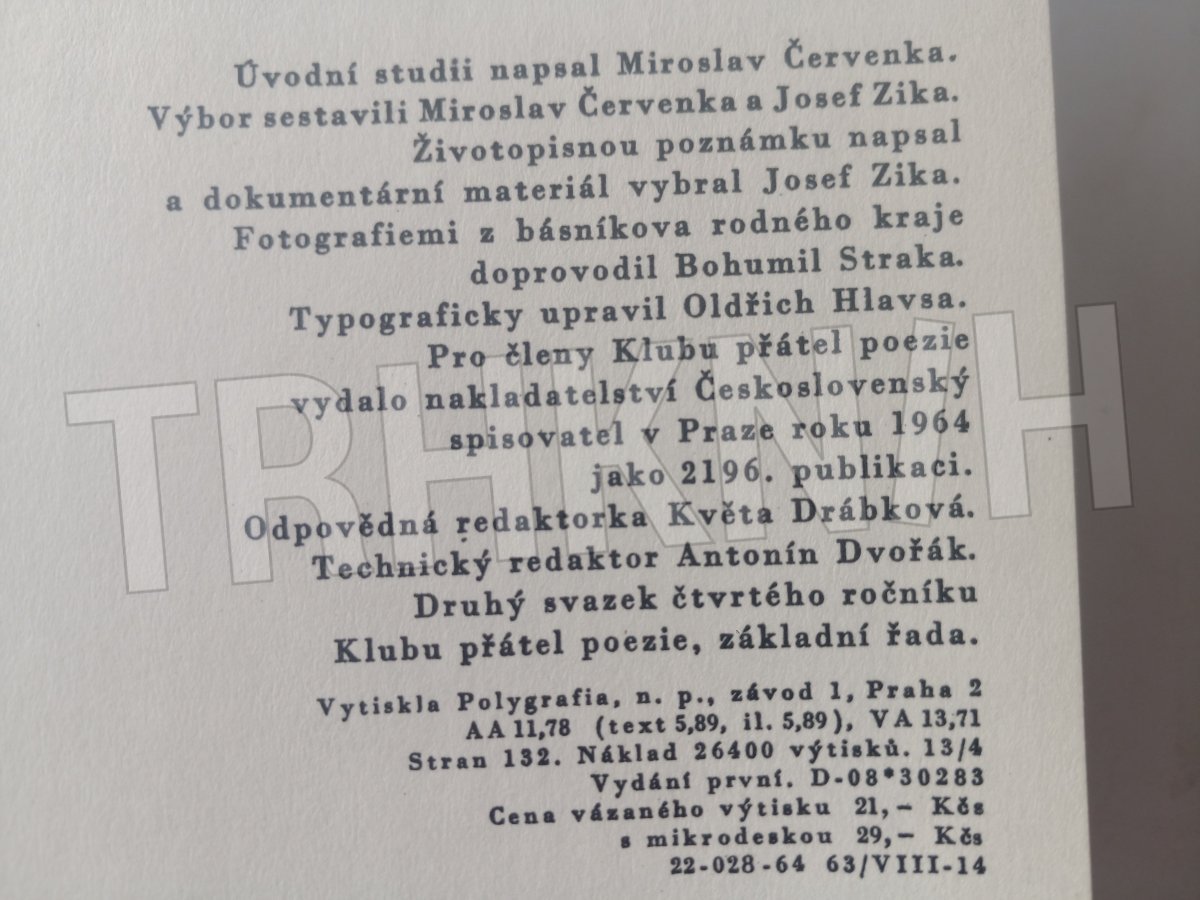 Úvodní studii napsal Miroslav Červenka.
Výbor sestavili Miroslav Červenka a Josef Zika.
Životopisnou poznámku napsal
a dokumentární materiál vybral Josef Zika.
Fotografiemi z básníkova rodného kraje
doprovodil Bohumil Straka.
Typograficky upravil Oldřich Hlavsa.
Pro členy Klubu přátel poezie
vydalo nakladatelství Československý
spisovatel v Praze roku 1964
jako 2196. publikaci.
Odpovědná redaktorka Květa Drábková.
Technický redaktor Antonín Dvořák.
Druhý svazek čtvrtého ročníku
Klubu přátel poezie, základní řada.
Vytiskla Polygrafia, n. p., závod 1, Praha 2
AA 11,78 (text 5,89, il. 5,89), VA 13,71
Stran 132. Náklad 26400 výtisků. 13/4
Vydání první. D-08*30283
Cena vázaného výtisku 21,– Kčs
s mikrodeskou 29,– Kčs
22-028-64 63/VIII-14
TRHKNIH